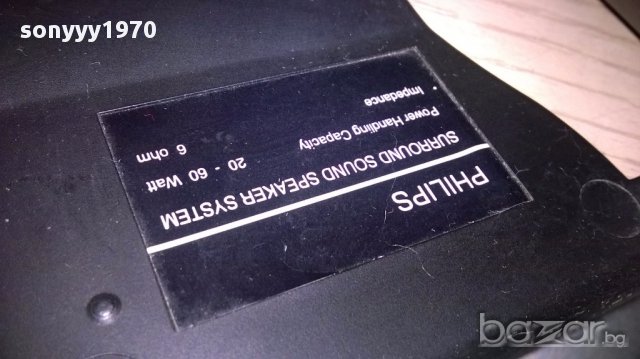 sonyyy1970
PHILIPS
SURROUND SOUND SPEAKER SYSTEM
Power Handling Capacity 20 - 60 Watt
Impedance 6 ohm
bazar.bg